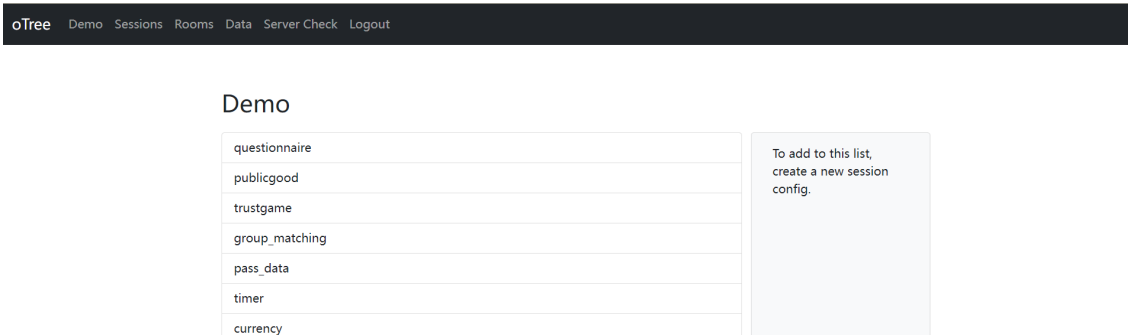 oTree Demo Sessions Rooms Data Server Check Logout
Demo
questionnaire
publicgood
trustgame
group_matching
pass_data
timer
currency
To add to this list,
create a new session
config.